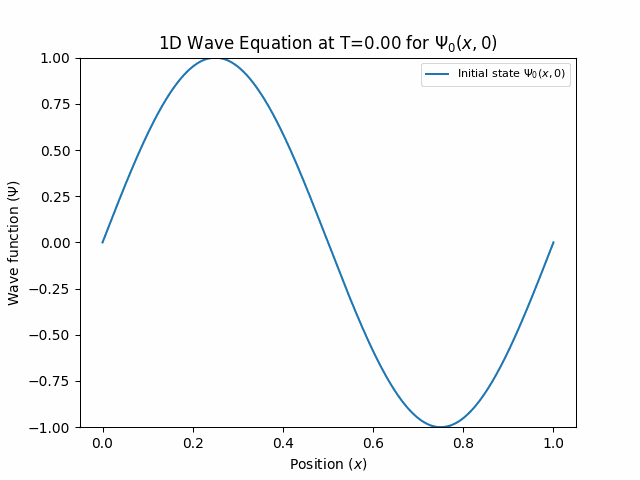 1D Wave Equation at T=0.00 for Ψ₀(x, 0)
Initial state Ψ₀(x, 0)
Wave function (Ψ)
1.00
0.75
0.50
0.25
0.00
−0.25
−0.50
−0.75
−1.00
0.0 0.2 0.4 0.6 0.8 1.0
Position (x)